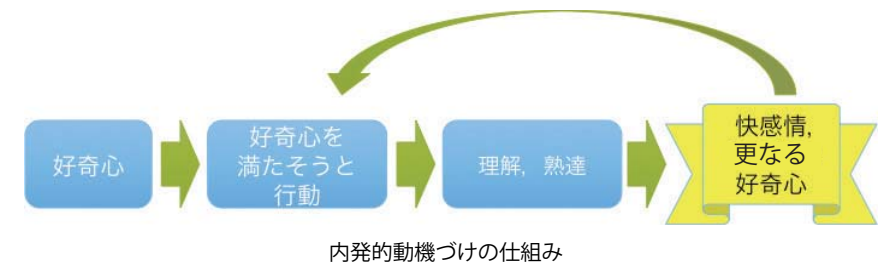 好奇心
好奇心を
満たそうと
行動
理解，熟達
快感情，
更なる
好奇心
内発的動機づけの仕組み